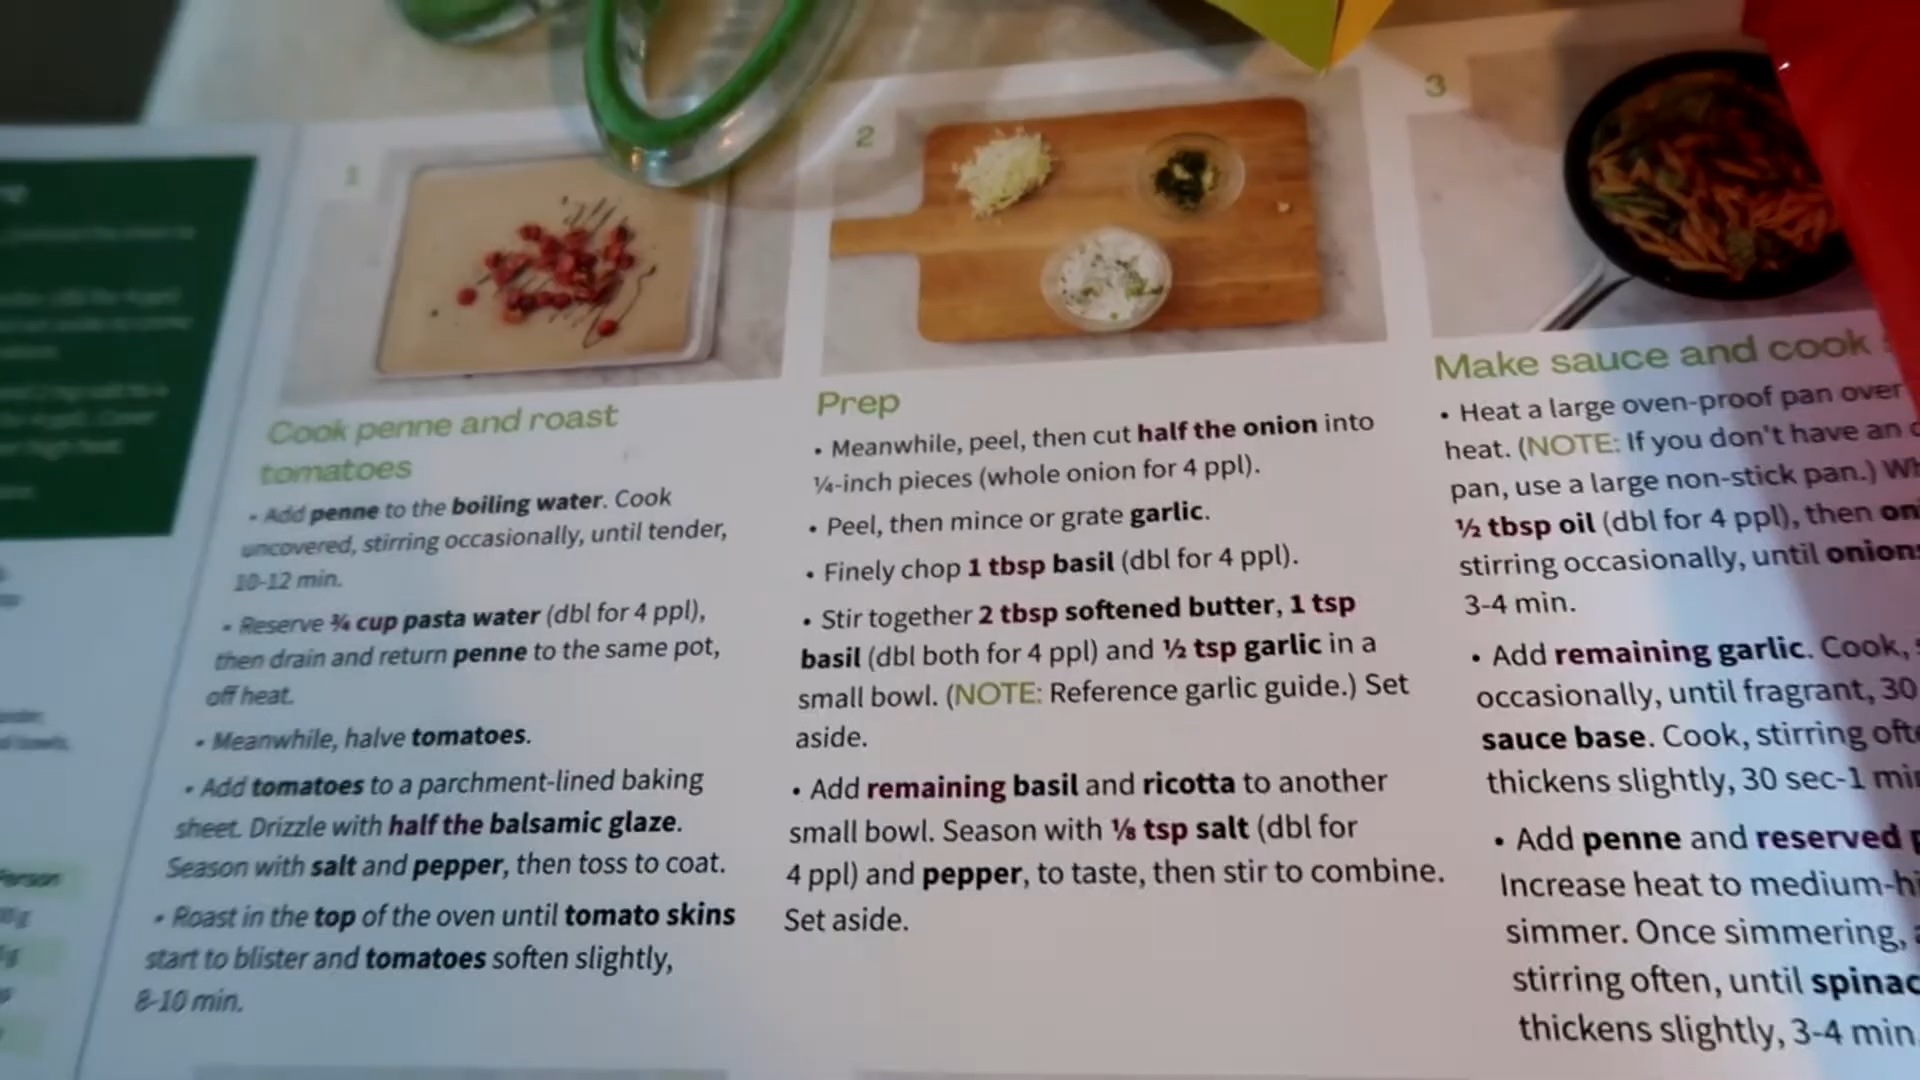 1
Cook penne and roast
tomatoes
• Add penne to the boiling water. Cook
uncovered, stirring occasionally, until tender,
10-12 min.
• Reserve ¾ cup pasta water (dbl for 4 ppl),
then drain and return penne to the same pot,
off heat.
• Meanwhile, halve tomatoes.
• Add tomatoes to a parchment-lined baking
sheet. Drizzle with half the balsamic glaze.
Season with salt and pepper, then toss to coat.
• Roast in the top of the oven until tomato skins
start to blister and tomatoes soften slightly,
8-10 min.
2
Prep
• Meanwhile, peel, then cut half the onion into
¼-inch pieces (whole onion for 4 ppl).
• Peel, then mince or grate garlic.
• Finely chop 1 tbsp basil (dbl for 4 ppl).
• Stir together 2 tbsp softened butter, 1 tsp
basil (dbl both for 4 ppl) and ½ tsp garlic in a
small bowl. (NOTE: Reference garlic guide.) Set
aside.
• Add remaining basil and ricotta to another
small bowl. Season with ⅛ tsp salt (dbl for
4 ppl) and pepper, to taste, then stir to combine.
Set aside.
3
Make sauce and cook
• Heat a large oven-proof pan over
heat. (NOTE: If you don't have an
pan, use a large non-stick pan.)
½ tbsp oil (dbl for 4 ppl), then
stirring occasionally, until onions
3-4 min.
• Add remaining garlic. Cook,
occasionally, until fragrant, 30
sauce base. Cook, stirring
thickens slightly, 30 sec-1 min
• Add penne and reserved
Increase heat to
simmer. Once simmering,
stirring often, until
thickens slightly, 3-4 min.